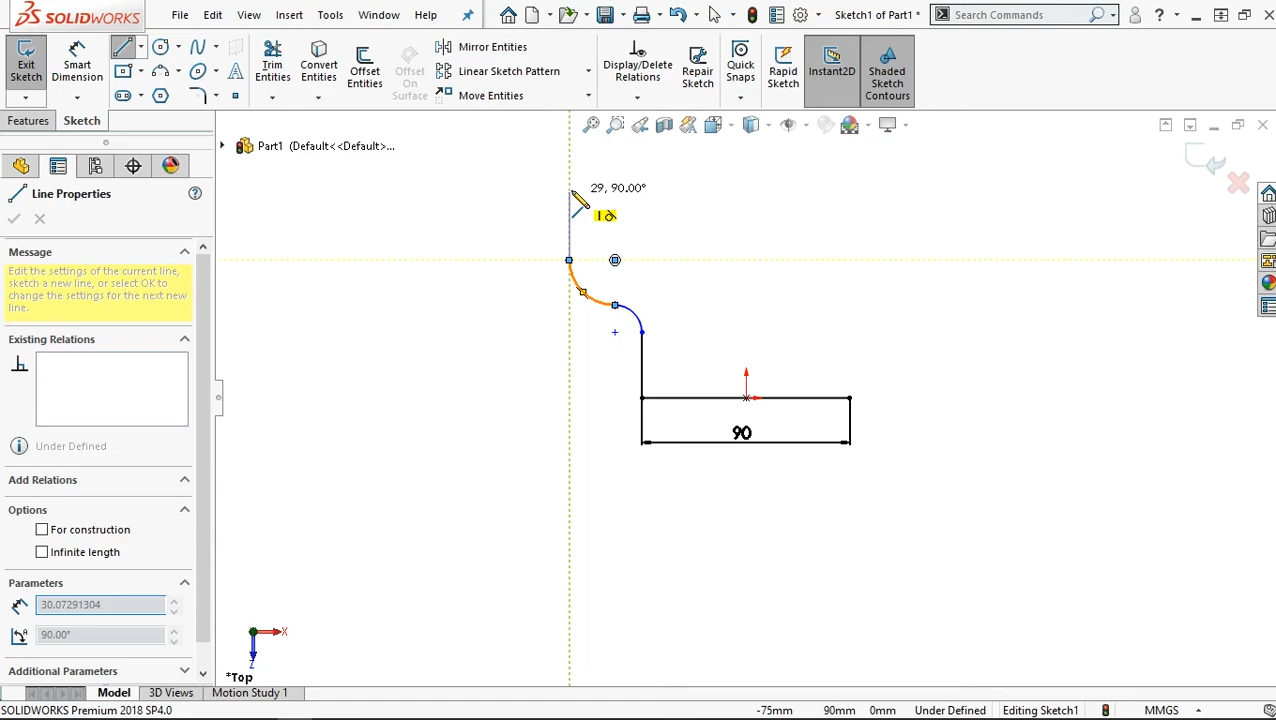 SOLIDWORKS
File Edit View Insert Tools Window Help
Sketch1 of Part1 *
Search Commands
Exit Sketch
Smart Dimension
Trim Entities
Convert Entities
Offset Entities
Offset On Surface
Mirror Entities
Linear Sketch Pattern
Move Entities
Display/Delete Relations
Repair Sketch
Quick Snaps
Rapid Sketch
Instant2D
Shaded Sketch Contours
Features Sketch
Part1 (Default<<Default>...
Line Properties
Message
Edit the settings of the current line,
sketch a new line, or select OK to
change the settings for the next new
line.
Existing Relations
Under Defined
Add Relations
Options
For construction
Infinite length
Parameters
30.07291304
90.00°
Additional Parameters
29, 90.00°
90
X
Z
*Top
Model 3D Views Motion Study 1
SOLIDWORKS Premium 2018 SP4.0
-75mm 90mm 0mm Under Defined Editing Sketch1 MMGS